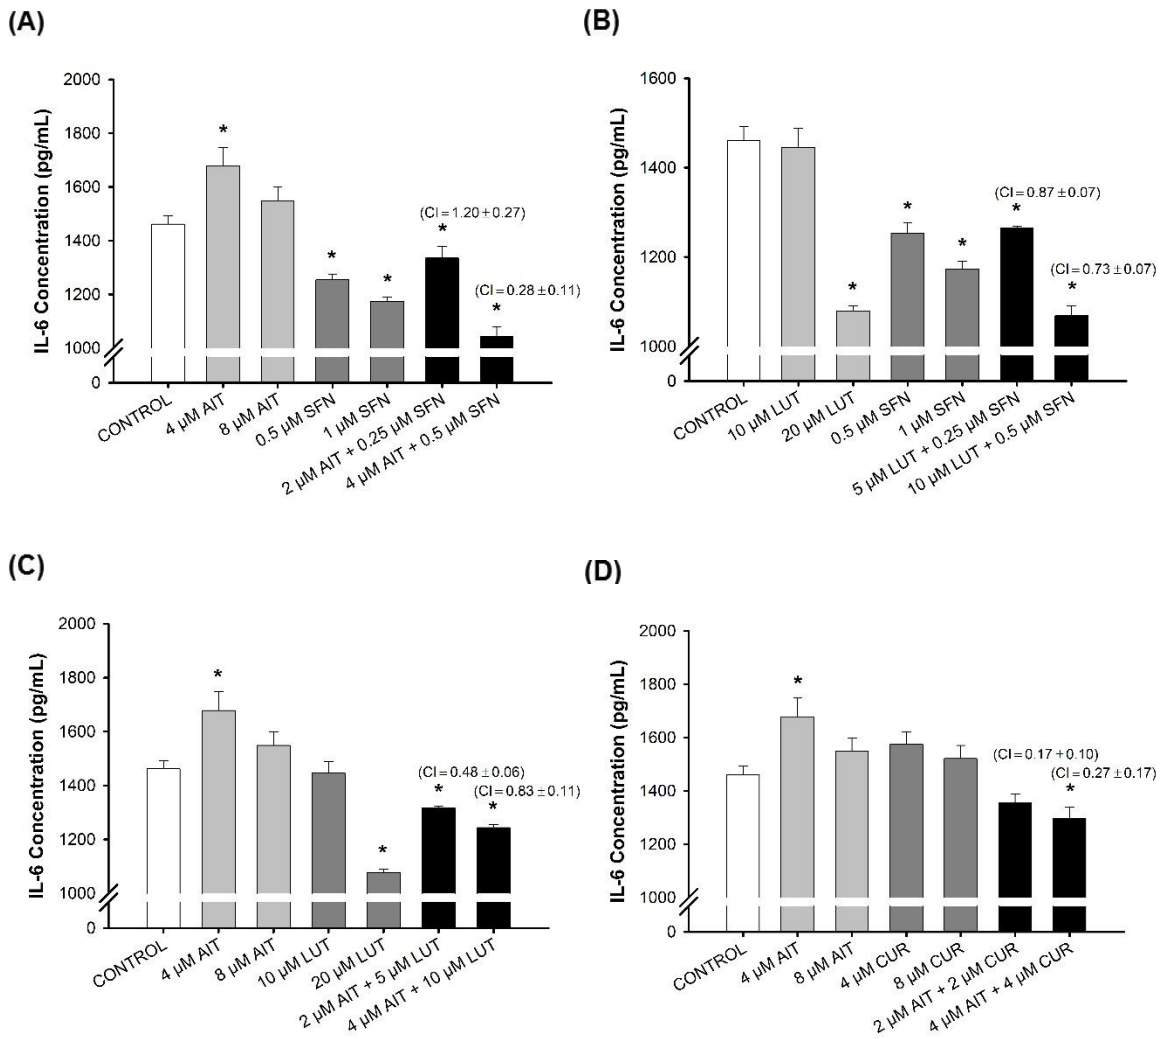 (A)
IL-6 Concentration (pg/mL)
2000
1800
1600
1400
1200
1000
0
*
*
*
(CI = 1.20 ± 0.27)
*
(CI = 0.28 ± 0.11)
*
CONTROL
4 µM AIT
8 µM AIT
0.5 µM SFN
1 µM SFN
2 µM AIT + 0.25 µM SFN
4 µM AIT + 0.5 µM SFN
(B)
IL-6 Concentration (pg/mL)
1600
1400
1200
1000
0
*
*
*
(CI = 0.87 ± 0.07)
*
(CI = 0.73 ± 0.07)
*
CONTROL
10 µM LUT
20 µM LUT
0.5 µM SFN
1 µM SFN
5 µM LUT + 0.25 µM SFN
10 µM LUT + 0.5 µM SFN
(C)
IL-6 Concentration (pg/mL)
2000
1800
1600
1400
1200
1000
0
*
*
(CI = 0.48 ± 0.06)
*
(CI = 0.83 ± 0.11)
*
CONTROL
4 µM AIT
8 µM AIT
10 µM LUT
20 µM LUT
2 µM AIT + 5 µM LUT
4 µM AIT + 10 µM LUT
(D)
IL-6 Concentration (pg/mL)
2000
1800
1600
1400
1200
1000
0
*
(CI = 0.17 + 0.10)
(CI = 0.27 ± 0.17)
*
CONTROL
4 µM AIT
8 µM AIT
4 µM CUR
8 µM CUR
2 µM AIT + 2 µM CUR
4 µM AIT + 4 µM CUR